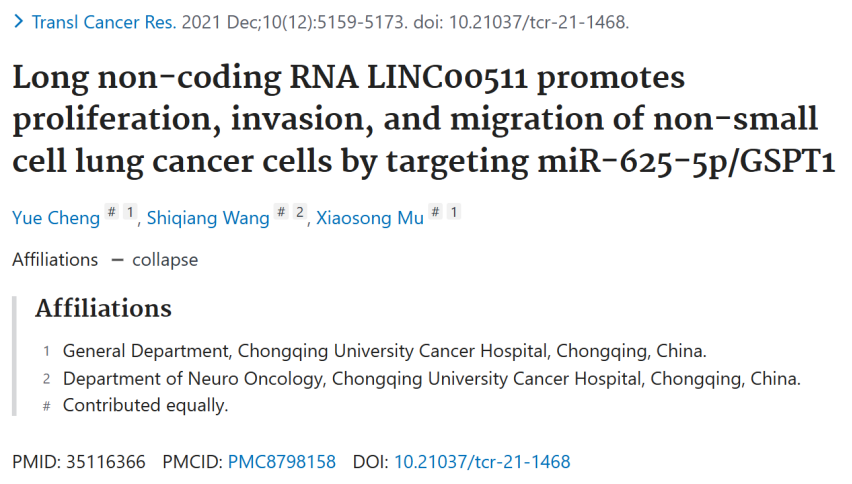 > Transl Cancer Res. 2021 Dec;10(12):5159-5173. doi: 10.21037/tcr-21-1468.
Long non-coding RNA LINC00511 promotes
proliferation, invasion, and migration of non-small
cell lung cancer cells by targeting miR-625-5p/GSPT1
Yue Cheng # 1, Shiqiang Wang # 2, Xiaosong Mu # 1
Affiliations — collapse
Affiliations
1 General Department, Chongqing University Cancer Hospital, Chongqing, China.
2 Department of Neuro Oncology, Chongqing University Cancer Hospital, Chongqing, China.
# Contributed equally.
PMID: 35116366 PMCID: PMC8798158 DOI: 10.21037/tcr-21-1468